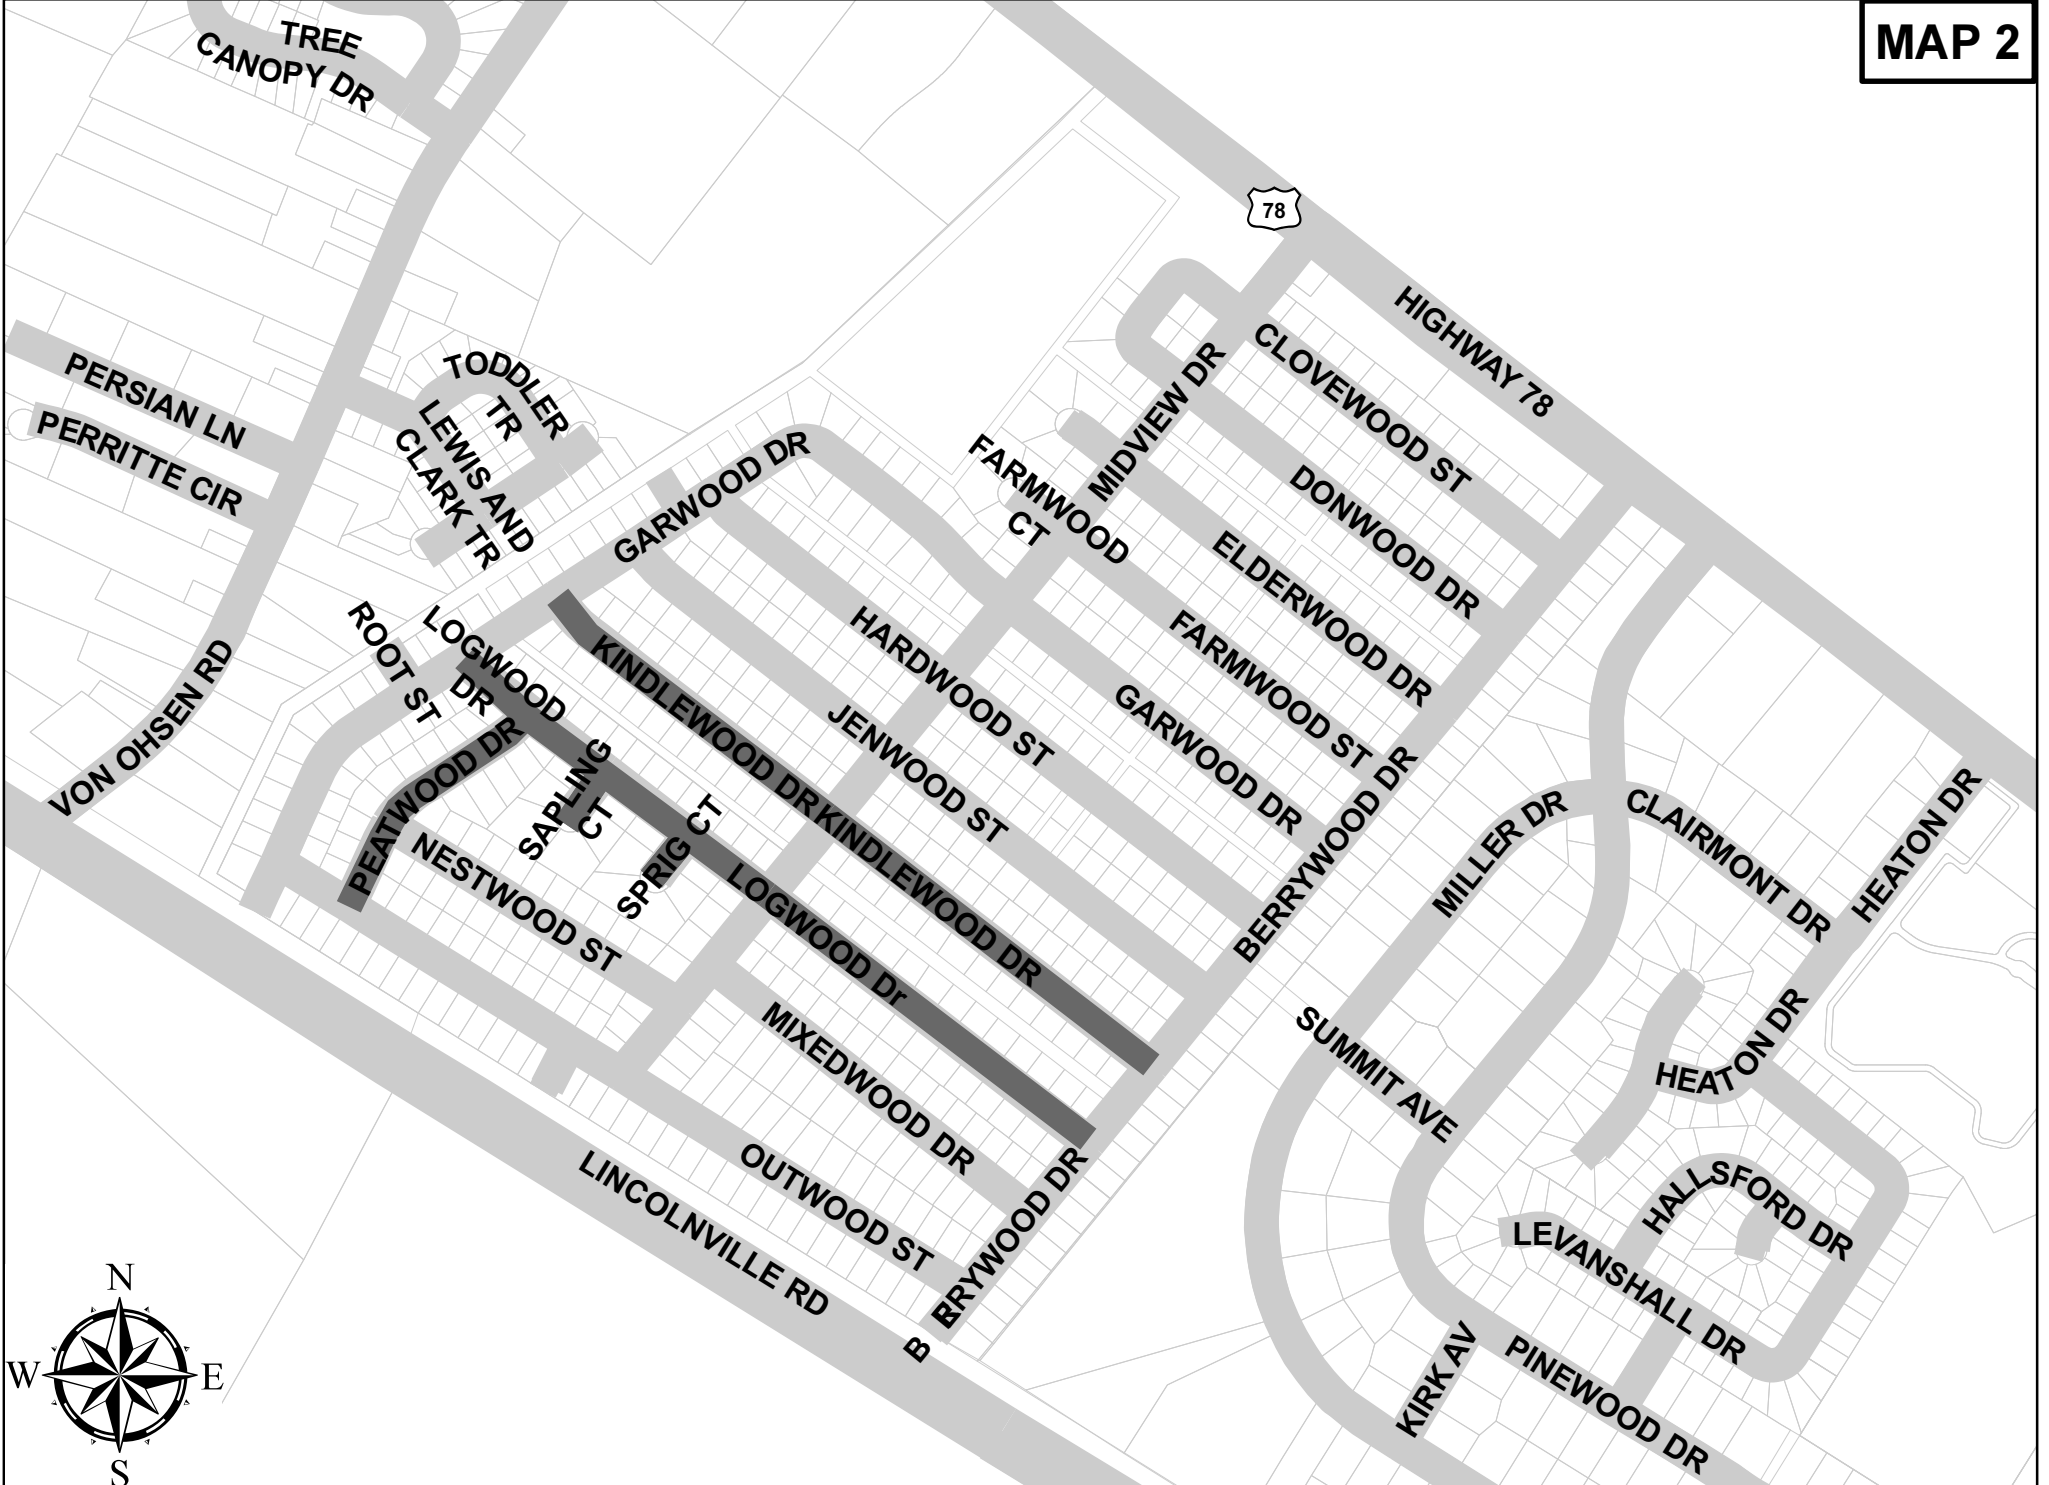 MAP 2
TREE
CANOPY DR
78
HIGHWAY 78
PERSIAN LN
PERRITTE CIR
TODDLER
TR
LEWIS AND
CLARK TR
GARWOOD DR
MIDVIEW DR
CLOVEWOOD ST
DONWOOD DR
FARMWOOD
CT
ELDERWOOD DR
FARMWOOD ST
GARWOOD DR
HARDWOOD ST
JENWOOD ST
KINDLEWOOD DR
KINDLEWOOD DR
LOGWOOD
DR
ROOT ST
VON OHSEN RD
PEATWOOD DR
SAPLING
CT
SPRIG CT
NESTWOOD ST
LOGWOOD Dr
MIXEDWOOD DR
OUTWOOD ST
LINCOLNVILLE RD
BERRYWOOD DR
BERRYWOOD DR
MILLER DR
CLAIRMONT DR
HEATON DR
HEATON DR
SUMMIT AVE
HALLSFORD DR
LEVANSHALL DR
KIRK AV
PINEWOOD DR
N
W E
S